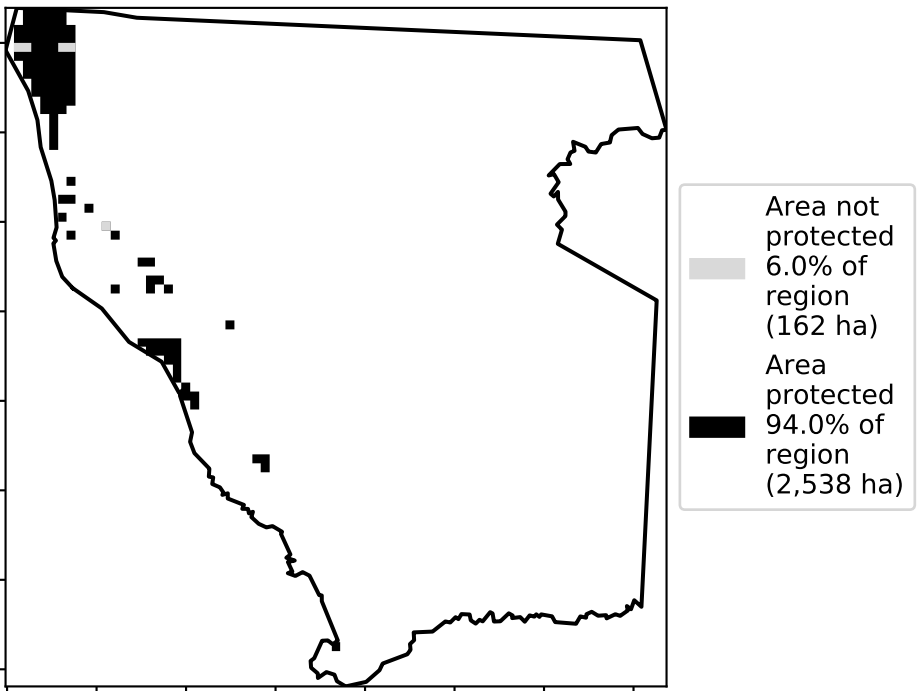 Area not
protected
6.0% of
region
(162 ha)
Area
protected
94.0% of
region
(2,538 ha)